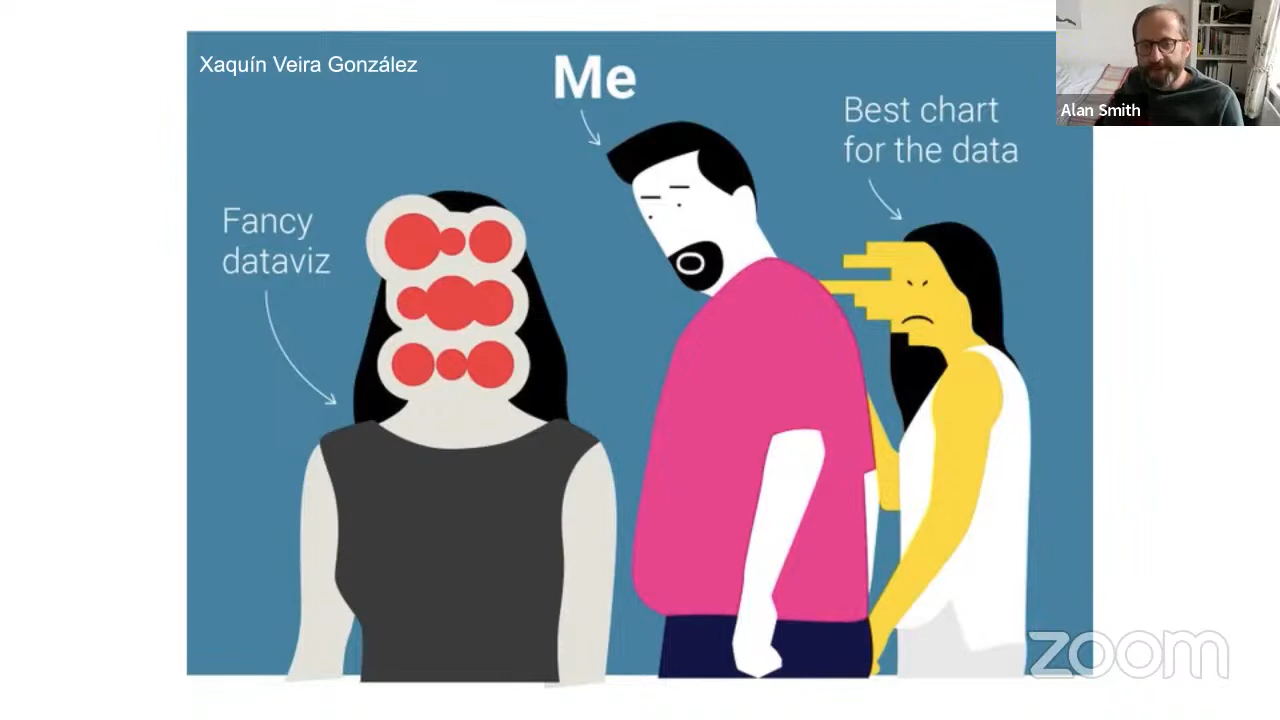 Xaquín Veira González
Me
Best chart
for the data
Fancy
dataviz
Alan Smith
zoom